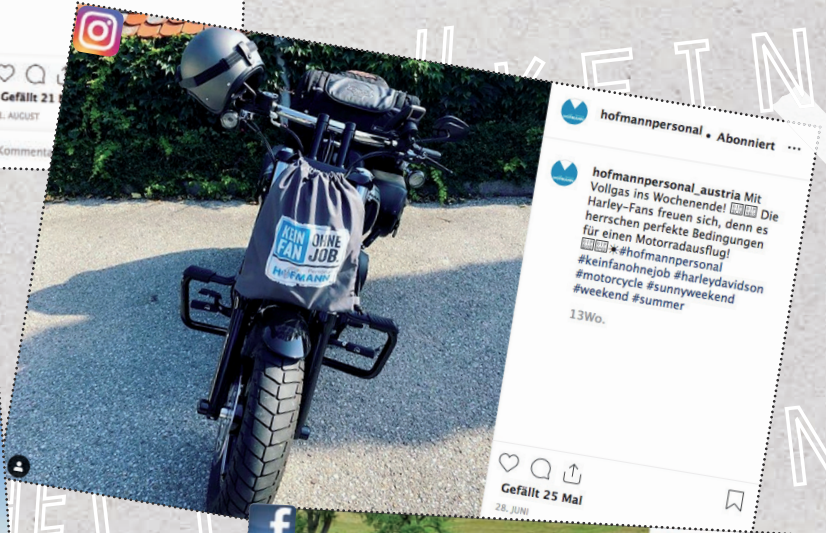 Gefällt 21
AUGUST
KEIN
hofmannpersonal • Abonniert
hofmannpersonal_austria Mit
Vollgas ins Wochenende! Die
Harley-Fans freuen sich, denn es
herrschen perfekte Bedingungen
für einen Motorradausflug!
☀#hofmannpersonal
#keinfanohnejob #harleydavidson
#motorcycle #sunnyweekend
#weekend #summer
13Wo.
KEIN
FAN
OHNE
JOB.
HOFMANN
Gefällt 25 Mal
28. JUNI